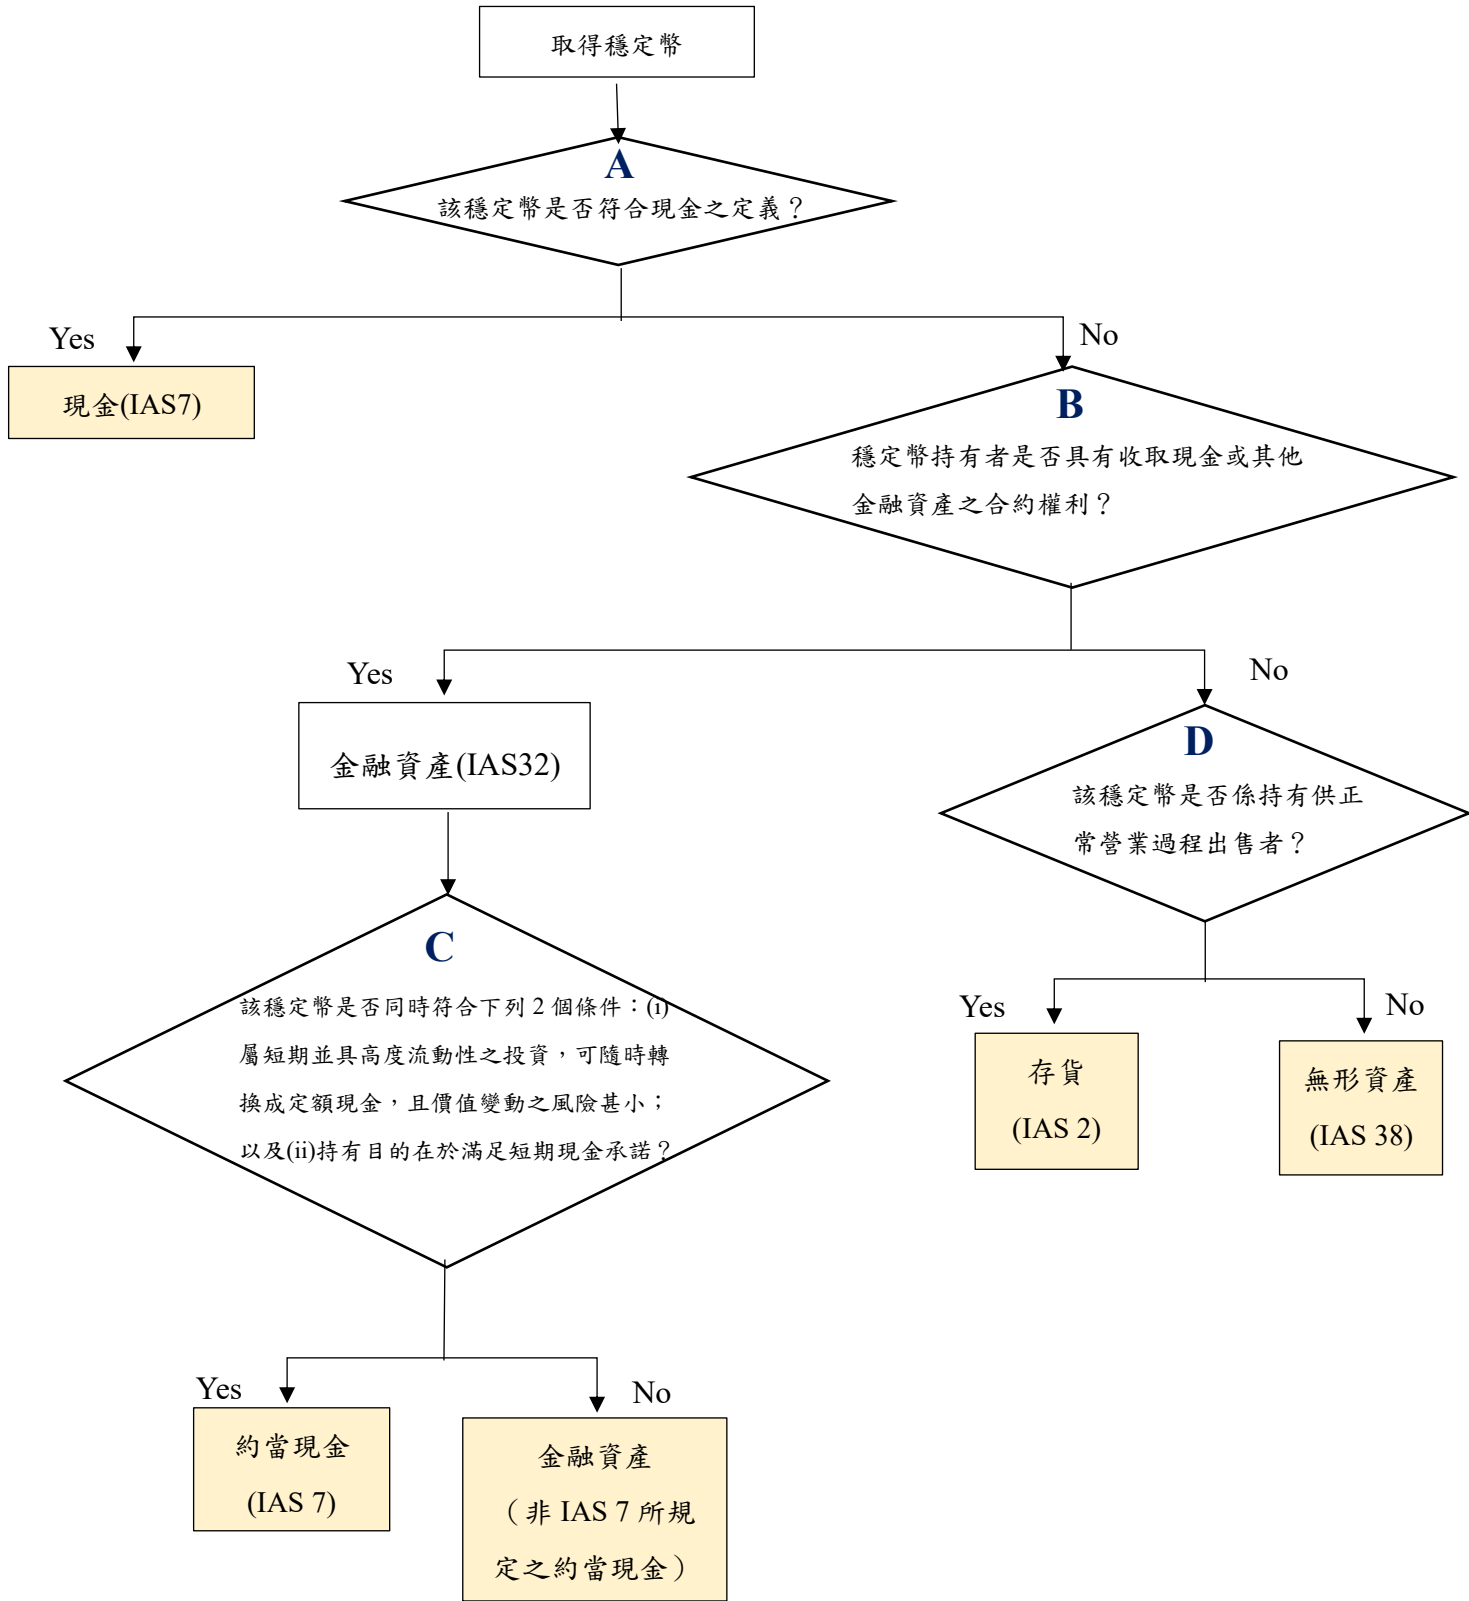 取得穩定幣
A
該穩定幣是否符合現金之定義？
Yes
No
現金(IAS7)
B
穩定幣持有者是否具有收取現金或其他
金融資產之合約權利？
Yes
No
金融資產(IAS32)
D
該穩定幣是否係持有供正
常營業過程出售者？
C
該穩定幣是否同時符合下列 2 個條件：(i)
屬短期並具高度流動性之投資，可隨時轉
換成定額現金，且價值變動之風險甚小；
以及(ii)持有目的在於滿足短期現金承諾？
Yes
No
存貨
(IAS 2)
無形資產
(IAS 38)
Yes
No
約當現金
(IAS 7)
金融資產
（非 IAS 7 所規
定之約當現金）